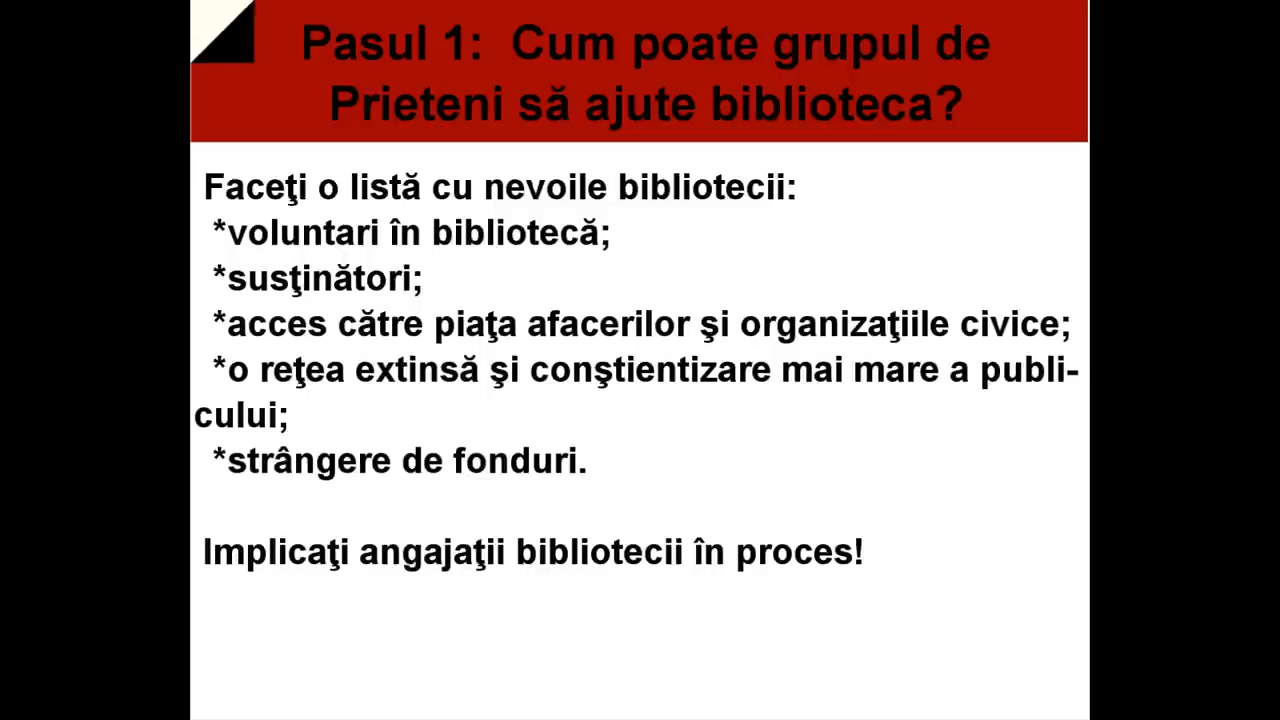 Pasul 1:  Cum poate grupul de
Prieteni să ajute biblioteca?
Faceţi o listă cu nevoile bibliotecii:
*voluntari în bibliotecă;
*susţinători;
*acces către piaţa afacerilor şi organizaţiile civice;
*o reţea extinsă şi conştientizare mai mare a publi-
cului;
*strângere de fonduri.
Implicaţi angajaţii bibliotecii în proces!